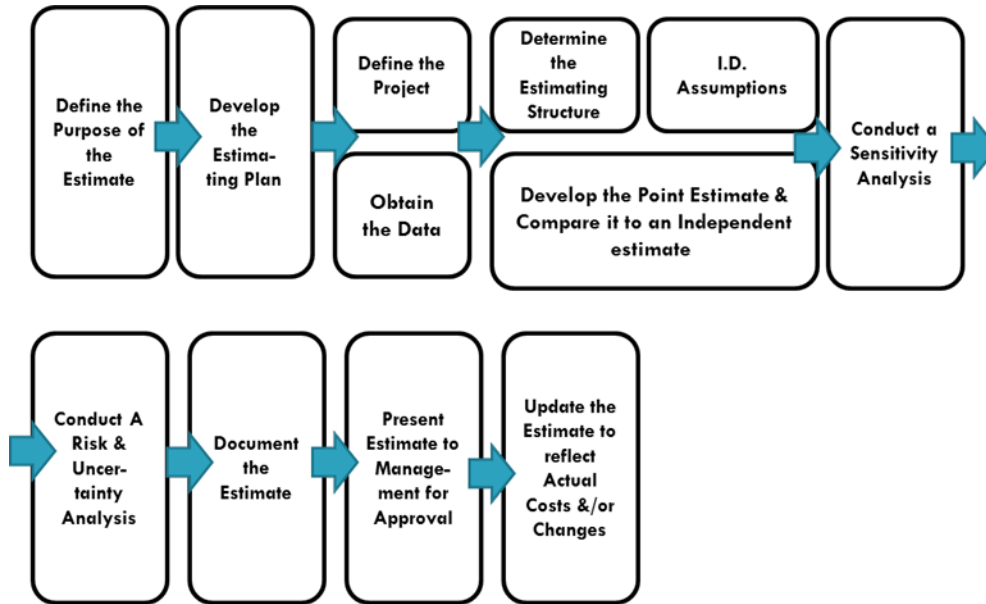 Define the
Purpose of
the
Estimate
Develop
the
Estima-
ting Plan
Define the
Project
Obtain
the Data
Determine
the
Estimating
Structure
I.D.
Assumptions
Develop the Point Estimate &
Compare it to an Independent
estimate
Conduct a
Sensitivity
Analysis
Conduct A
Risk &
Uncer-
tainty
Analysis
Document
the
Estimate
Present
Estimate to
Manage-
ment for
Approval
Update the
Estimate to
reflect
Actual
Costs &/or
Changes